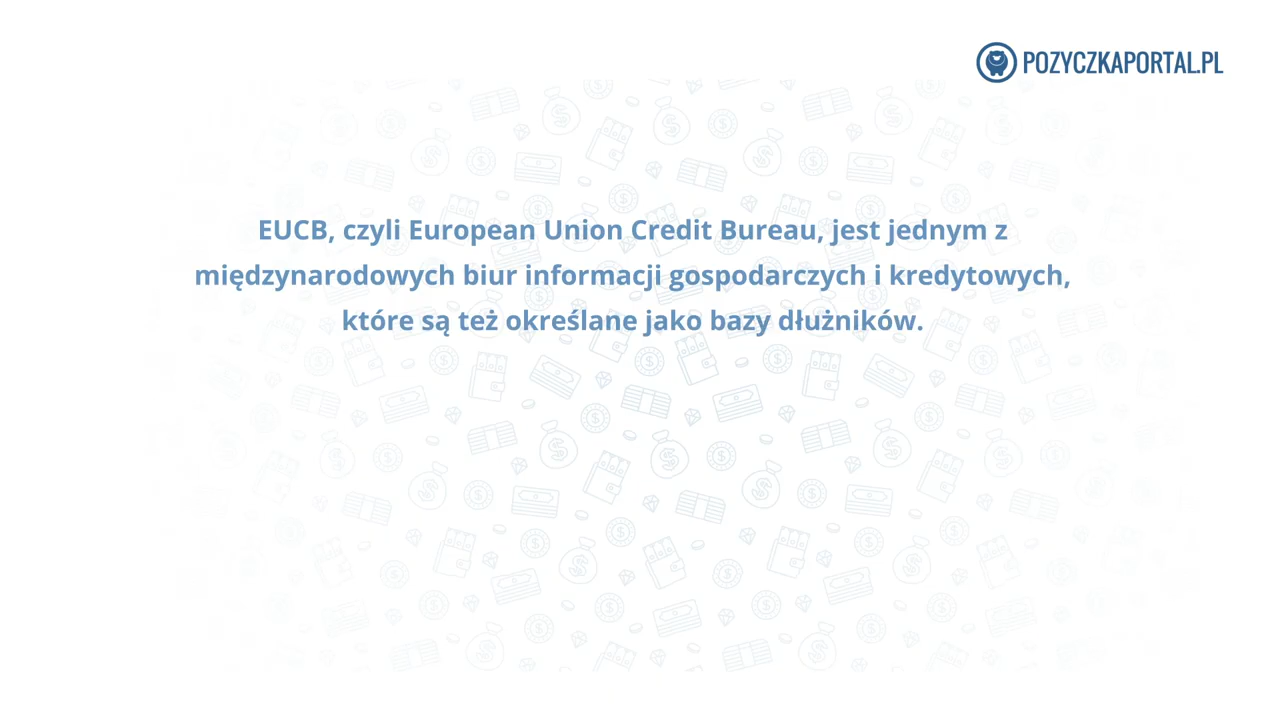 POZYCZKAPORTAL.PL
EUCB, czyli European Union Credit Bureau, jest jednym z
międzynarodowych biur informacji gospodarczych i kredytowych,
które są też określane jako bazy dłużników.